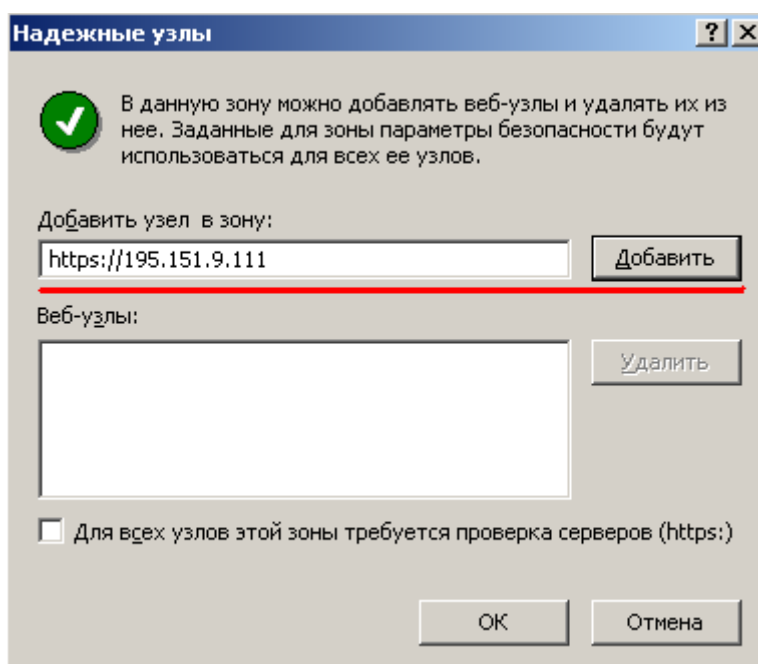 Надежные узлы
В данную зону можно добавлять веб-узлы и удалять их из
нее. Заданные для зоны параметры безопасности будут
использоваться для всех ее узлов.
Добавить узел в зону:
https://195.151.9.111
Добавить
Веб-узлы:
Удалить
Для всех узлов этой зоны требуется проверка серверов (https:)
ОК
Отмена